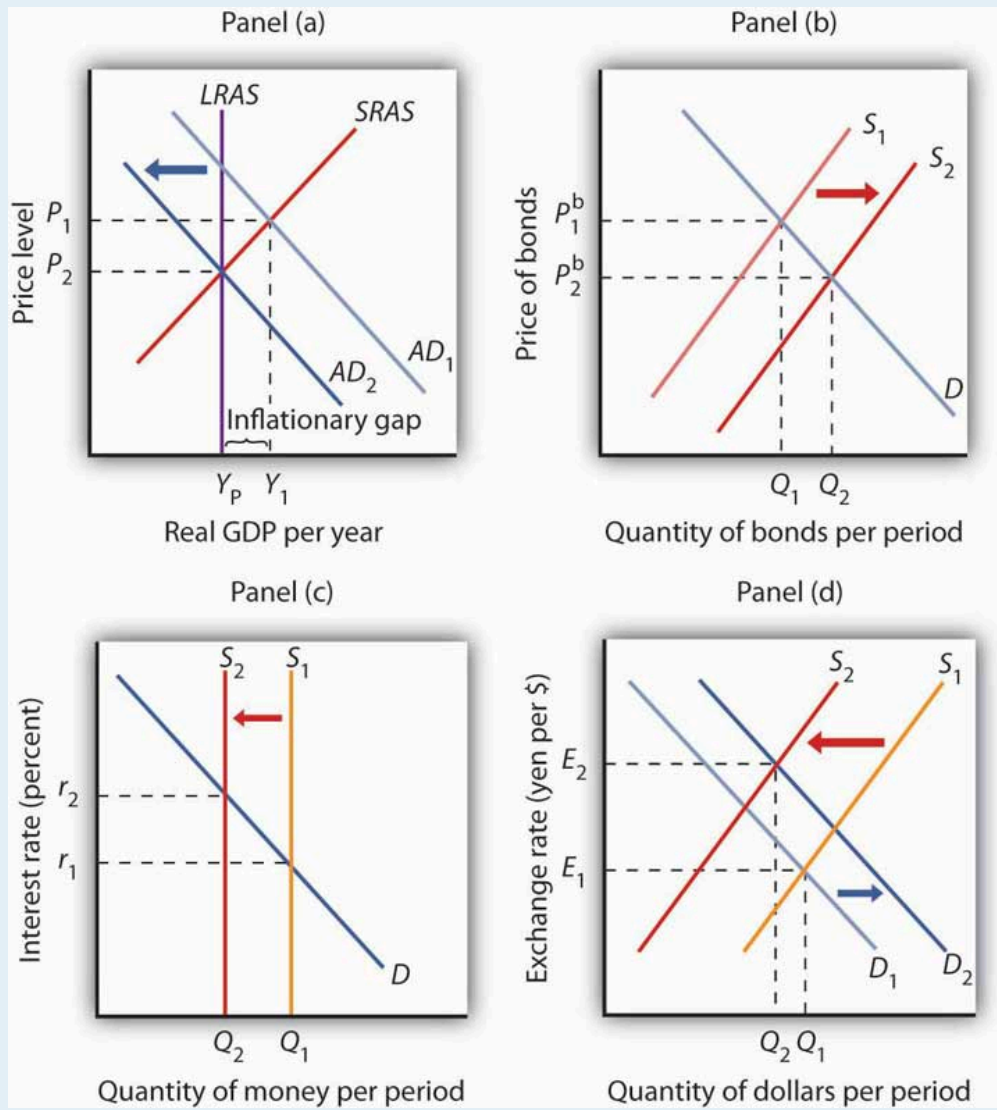 Panel (a)
LRAS
SRAS
Price level
P1
P2
AD1
AD2
Inflationary gap
YP Y1
Real GDP per year
Panel (b)
S1
S2
Price of bonds
P1b
P2b
D
Q1 Q2
Quantity of bonds per period
Panel (c)
S2 S1
Interest rate (percent)
r2
r1
D
Q2 Q1
Quantity of money per period
Panel (d)
S2 S1
Exchange rate (yen per $)
E2
E1
D1 D2
Q2 Q1
Quantity of dollars per period